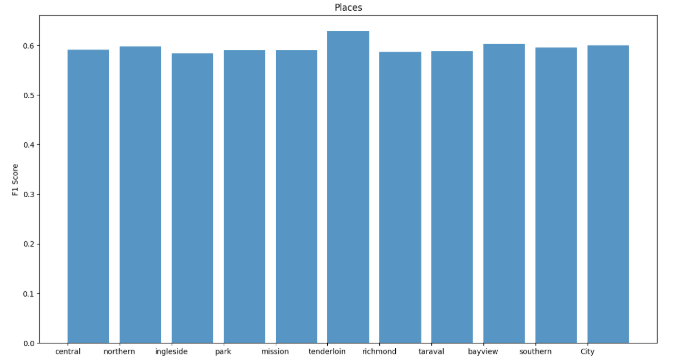 Places
F1 Score
0.6
0.5
0.4
0.3
0.2
0.1
0.0
central northern ingleside park mission tenderloin richmond taraval bayview southern City